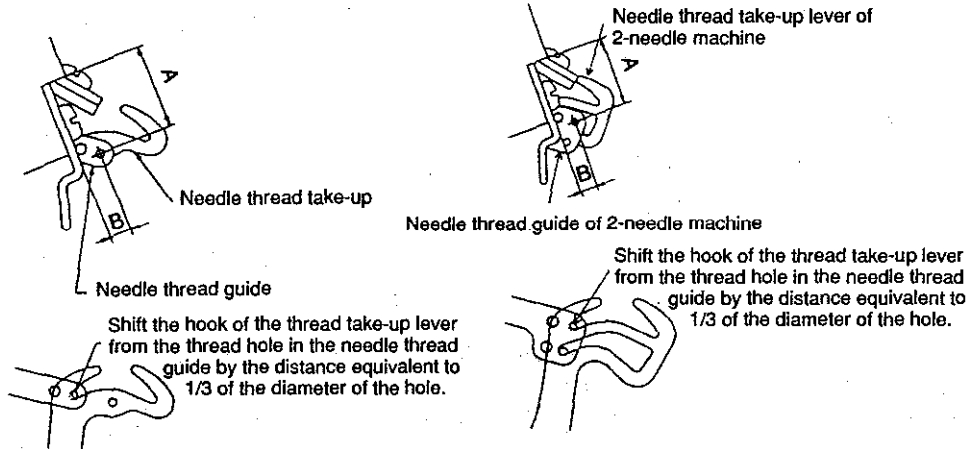 A
B
Needle thread take-up
Needle thread guide
Shift the hook of the thread take-up lever
from the thread hole in the needle thread
guide by the distance equivalent to
1/3 of the diameter of the hole.
Needle thread take-up lever of
2-needle machine
A
B
Needle thread guide of 2-needle machine
Shift the hook of the thread take-up lever
from the thread hole in the needle thread
guide by the distance equivalent to
1/3 of the diameter of the hole.